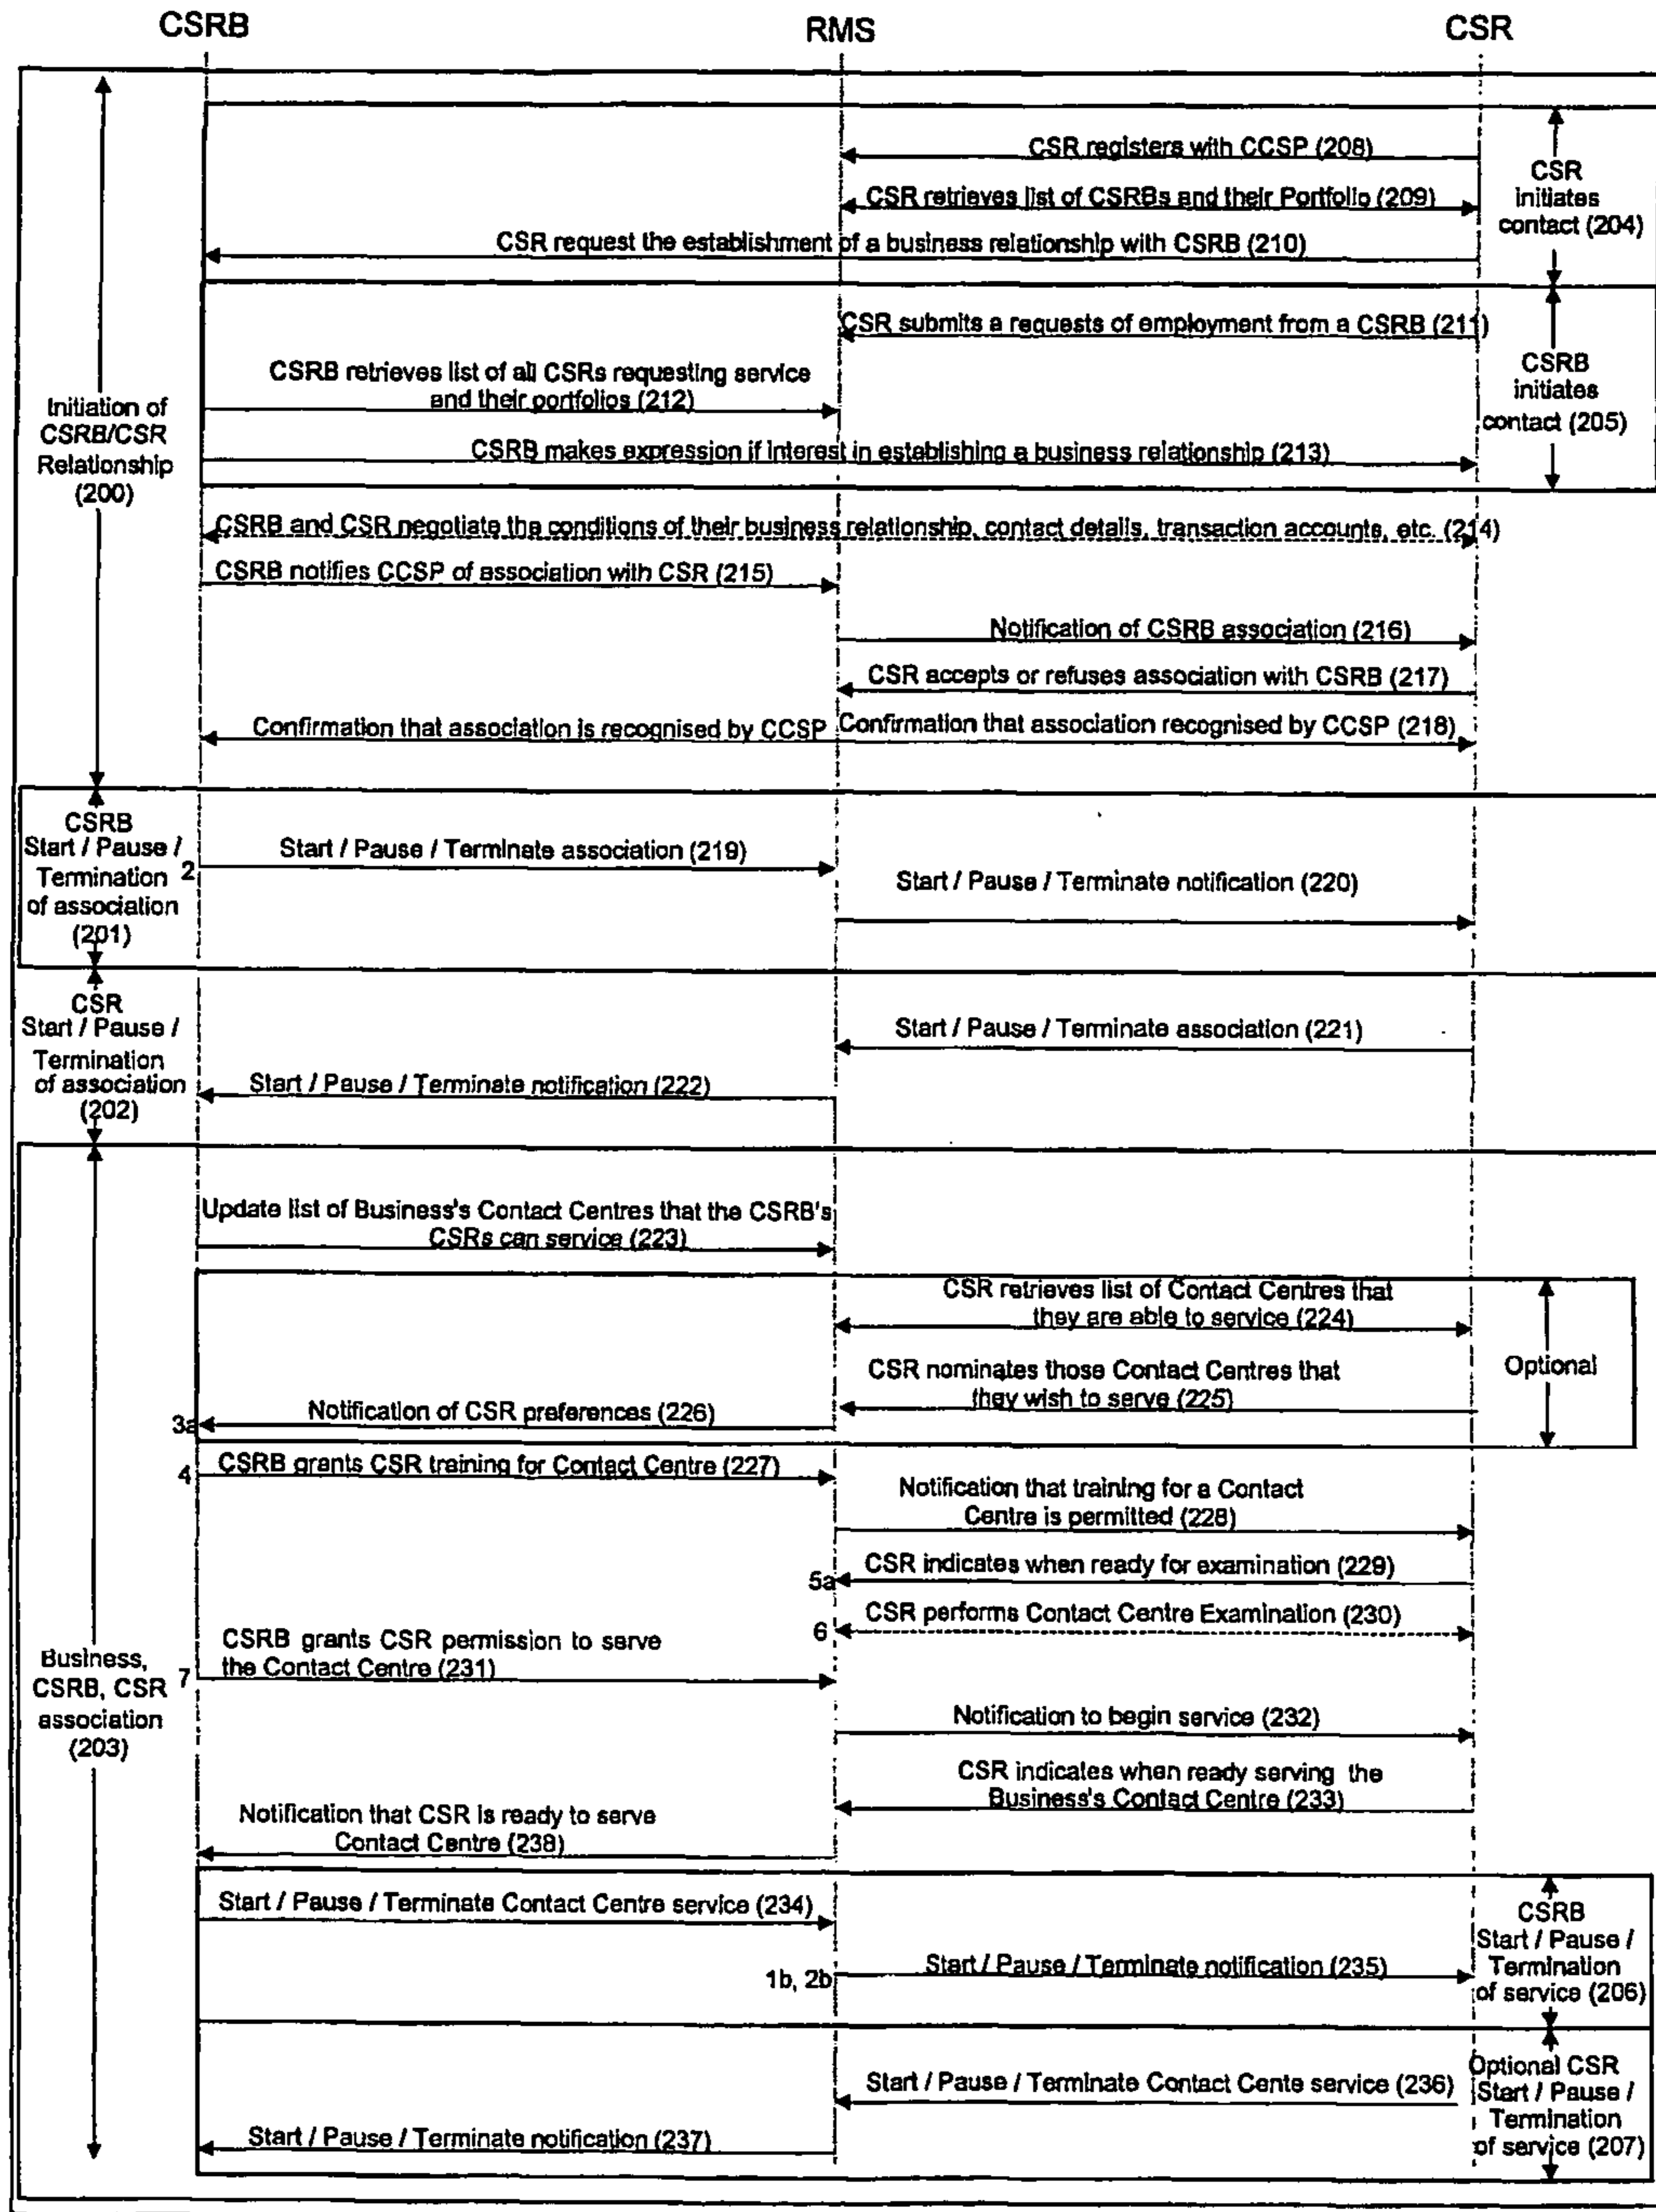 CSRB
RMS
CSR
CSR registers with CCSP (208)
CSR
initiates
contact (204)
CSR retrieves list of CSRBs and their Portfolio (209)
CSR request the establishment of a business relationship with CSRB (210)
CSR submits a requests of employment from a CSRB (211)
CSRB
initiates
contact (205)
CSRB retrieves list of all CSRs requesting service
and their portfolios (212)
Initiation of
CSRB/CSR
Relationship
(200)
CSRB makes expression if interest in establishing a business relationship (213)
CSRB and CSR negotiate the conditions of their business relationship, contact details, transaction accounts, etc. (214)
CSRB notifies CCSP of association with CSR (215)
Notification of CSRB association (216)
CSR accepts or refuses association with CSRB (217)
Confirmation that association is recognised by CCSP
Confirmation that association recognised by CCSP (218)
CSRB
Start / Pause /
Termination
of association
(201)
2
Start / Pause / Terminate association (219)
Start / Pause / Terminate notification (220)
CSR
Start / Pause /
Termination
of association
(202)
Start / Pause / Terminate association (221)
Start / Pause / Terminate notification (222)
Update list of Business's Contact Centres that the CSRB's
CSRs can service (223)
CSR retrieves list of Contact Centres that
they are able to service (224)
Optional
CSR nominates those Contact Centres that
they wish to serve (225)
3a
Notification of CSR preferences (226)
4
CSRB grants CSR training for Contact Centre (227)
Notification that training for a Contact
Centre is permitted (228)
5a
CSR indicates when ready for examination (229)
6
CSR performs Contact Centre Examination (230)
Business,
CSRB, CSR
association
(203)
7
CSRB grants CSR permission to serve
the Contact Centre (231)
Notification to begin service (232)
CSR indicates when ready serving the
Business's Contact Centre (233)
Notification that CSR is ready to serve
Contact Centre (238)
Start / Pause / Terminate Contact Centre service (234)
CSRB
Start / Pause /
Termination
of service (206)
1b, 2b
Start / Pause / Terminate notification (235)
Start / Pause / Terminate Contact Cente service (236)
Optional CSR
Start / Pause /
Termination
of service (207)
Start / Pause / Terminate notification (237)